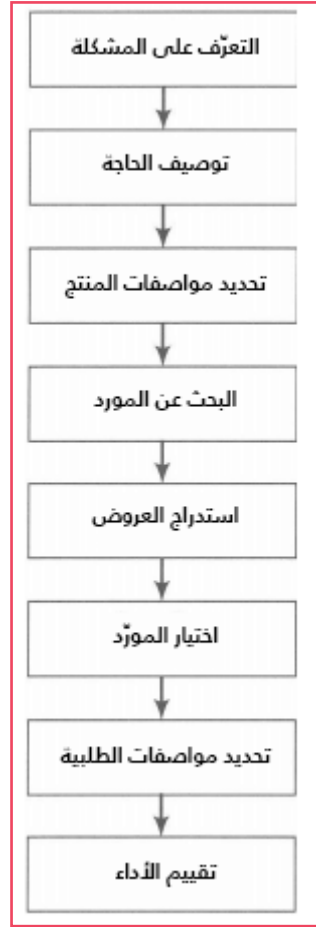 التعرّف على المشكلة
توصيف الحاجة
تحديد مواصفات المنتج
البحث عن المورد
استدراج العروض
اختيار المورّد
تحديد مواصفات الطلبية
تقييم الأداء